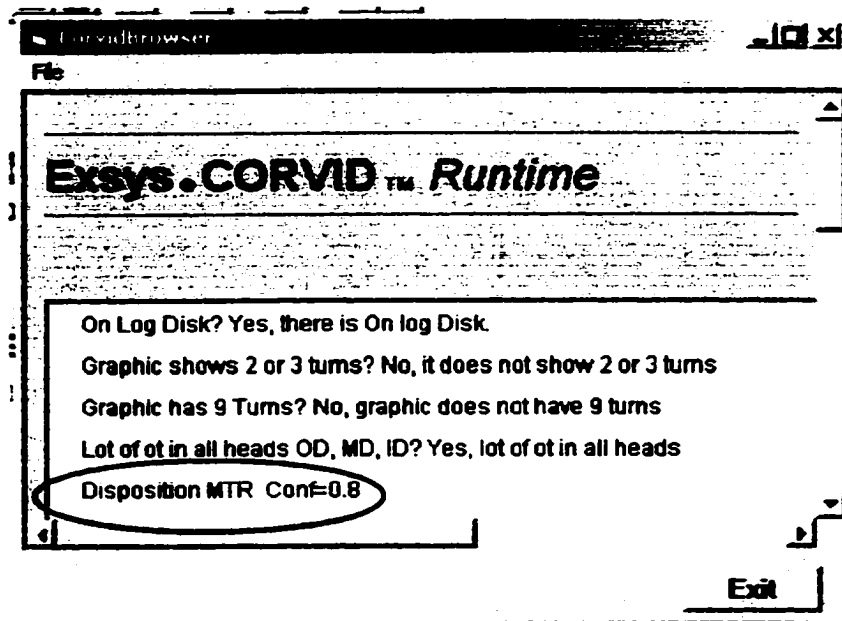 CorvidBrowser
File
Exsys.CORVID TM Runtime
On Log Disk? Yes, there is On log Disk.
Graphic shows 2 or 3 turns? No, it does not show 2 or 3 turns
Graphic has 9 Turns? No, graphic does not have 9 turns
Lot of ot in all heads OD, MD, ID? Yes, lot of ot in all heads
Disposition MTR Conf=0.8
Exit